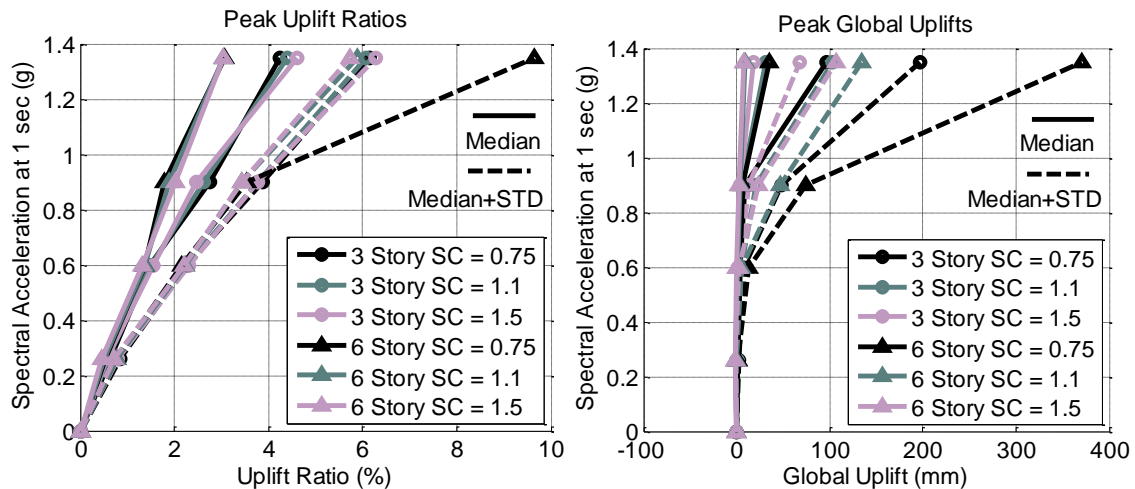 Peak Uplift Ratios
1.4
1.2
1
0.8
0.6
0.4
0.2
0
Spectral Acceleration at 1 sec (g)
Median
Median+STD
3 Story SC = 0.75
3 Story SC = 1.1
3 Story SC = 1.5
6 Story SC = 0.75
6 Story SC = 1.1
6 Story SC = 1.5
0 2 4 6 8 10
Uplift Ratio (%)
Peak Global Uplifts
1.4
1.2
1
0.8
0.6
0.4
0.2
0
Spectral Acceleration at 1 sec (g)
Median
Median+STD
3 Story SC = 0.75
3 Story SC = 1.1
3 Story SC = 1.5
6 Story SC = 0.75
6 Story SC = 1.1
6 Story SC = 1.5
-100 0 100 200 300 400
Global Uplift (mm)